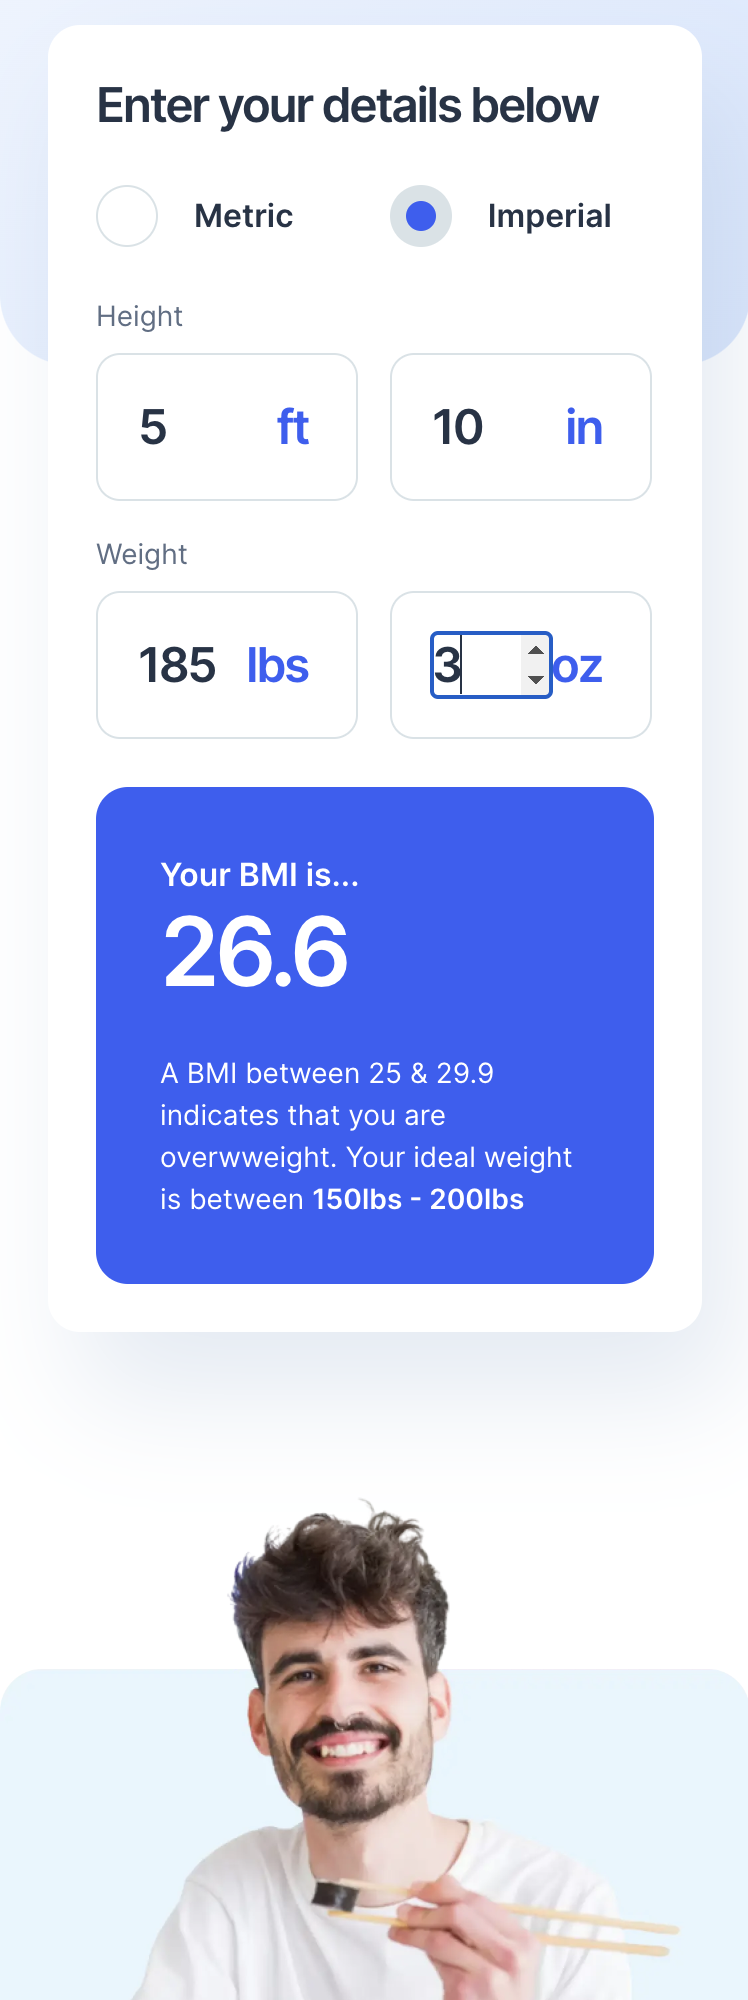 Enter your details below
Metric Imperial
Height
5 ft 10 in
Weight
185 lbs 3 oz
Your BMI is...
26.6
A BMI between 25 & 29.9
indicates that you are
overwweight. Your ideal weight
is between 150lbs - 200lbs